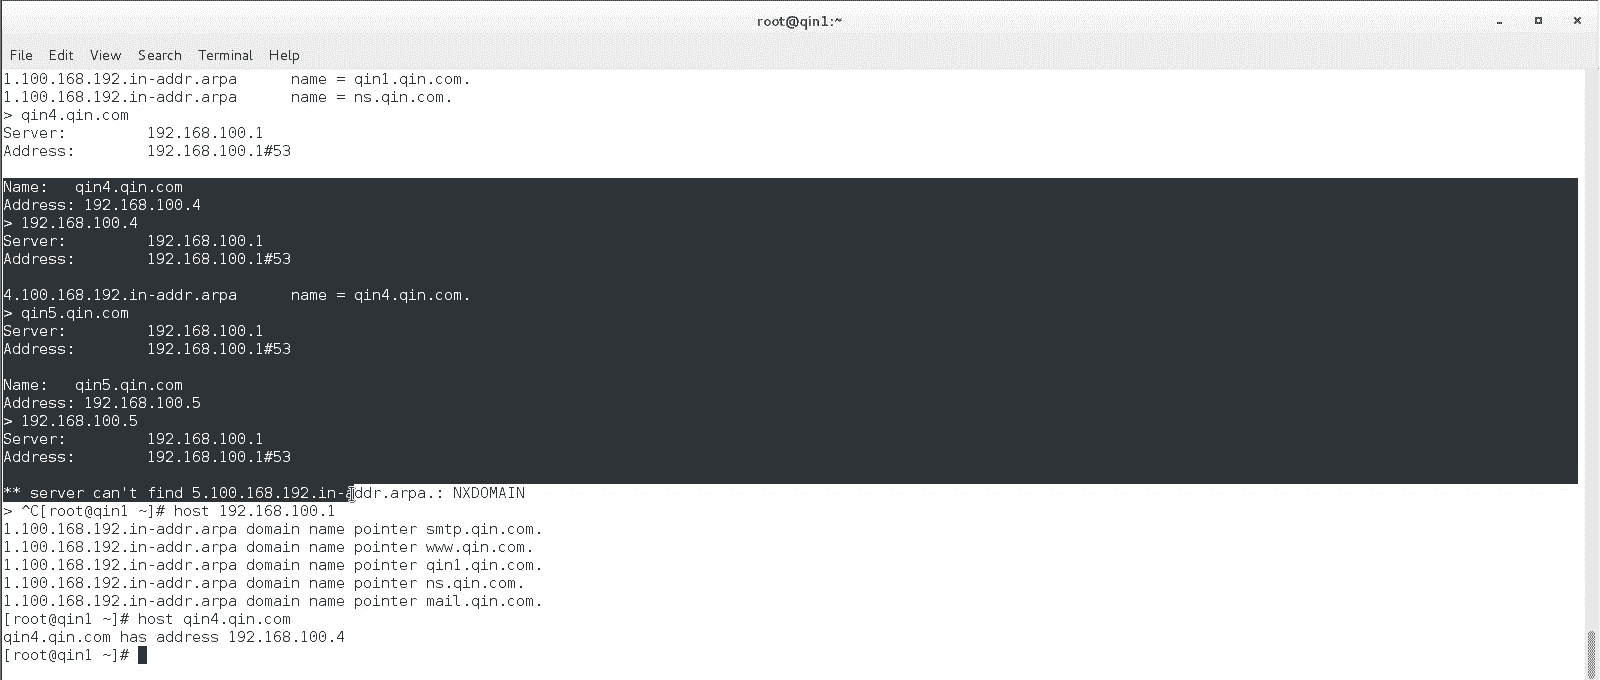 root@qin1:~
File Edit View Search Terminal Help
1.100.168.192.in-addr.arpa      name = qin1.qin.com.
1.100.168.192.in-addr.arpa      name = ns.qin.com.
> qin4.qin.com
Server:         192.168.100.1
Address:        192.168.100.1#53
Name:   qin4.qin.com
Address: 192.168.100.4
> 192.168.100.4
Server:         192.168.100.1
Address:        192.168.100.1#53
4.100.168.192.in-addr.arpa      name = qin4.qin.com.
> qin5.qin.com
Server:         192.168.100.1
Address:        192.168.100.1#53
Name:   qin5.qin.com
Address: 192.168.100.5
> 192.168.100.5
Server:         192.168.100.1
Address:        192.168.100.1#53
** server can't find 5.100.168.192.in-addr.arpa.: NXDOMAIN
> ^C[root@qin1 ~]# host 192.168.100.1
1.100.168.192.in-addr.arpa domain name pointer smtp.qin.com.
1.100.168.192.in-addr.arpa domain name pointer www.qin.com.
1.100.168.192.in-addr.arpa domain name pointer qin1.qin.com.
1.100.168.192.in-addr.arpa domain name pointer ns.qin.com.
1.100.168.192.in-addr.arpa domain name pointer mail.qin.com.
[root@qin1 ~]# host qin4.qin.com
qin4.qin.com has address 192.168.100.4
[root@qin1 ~]#